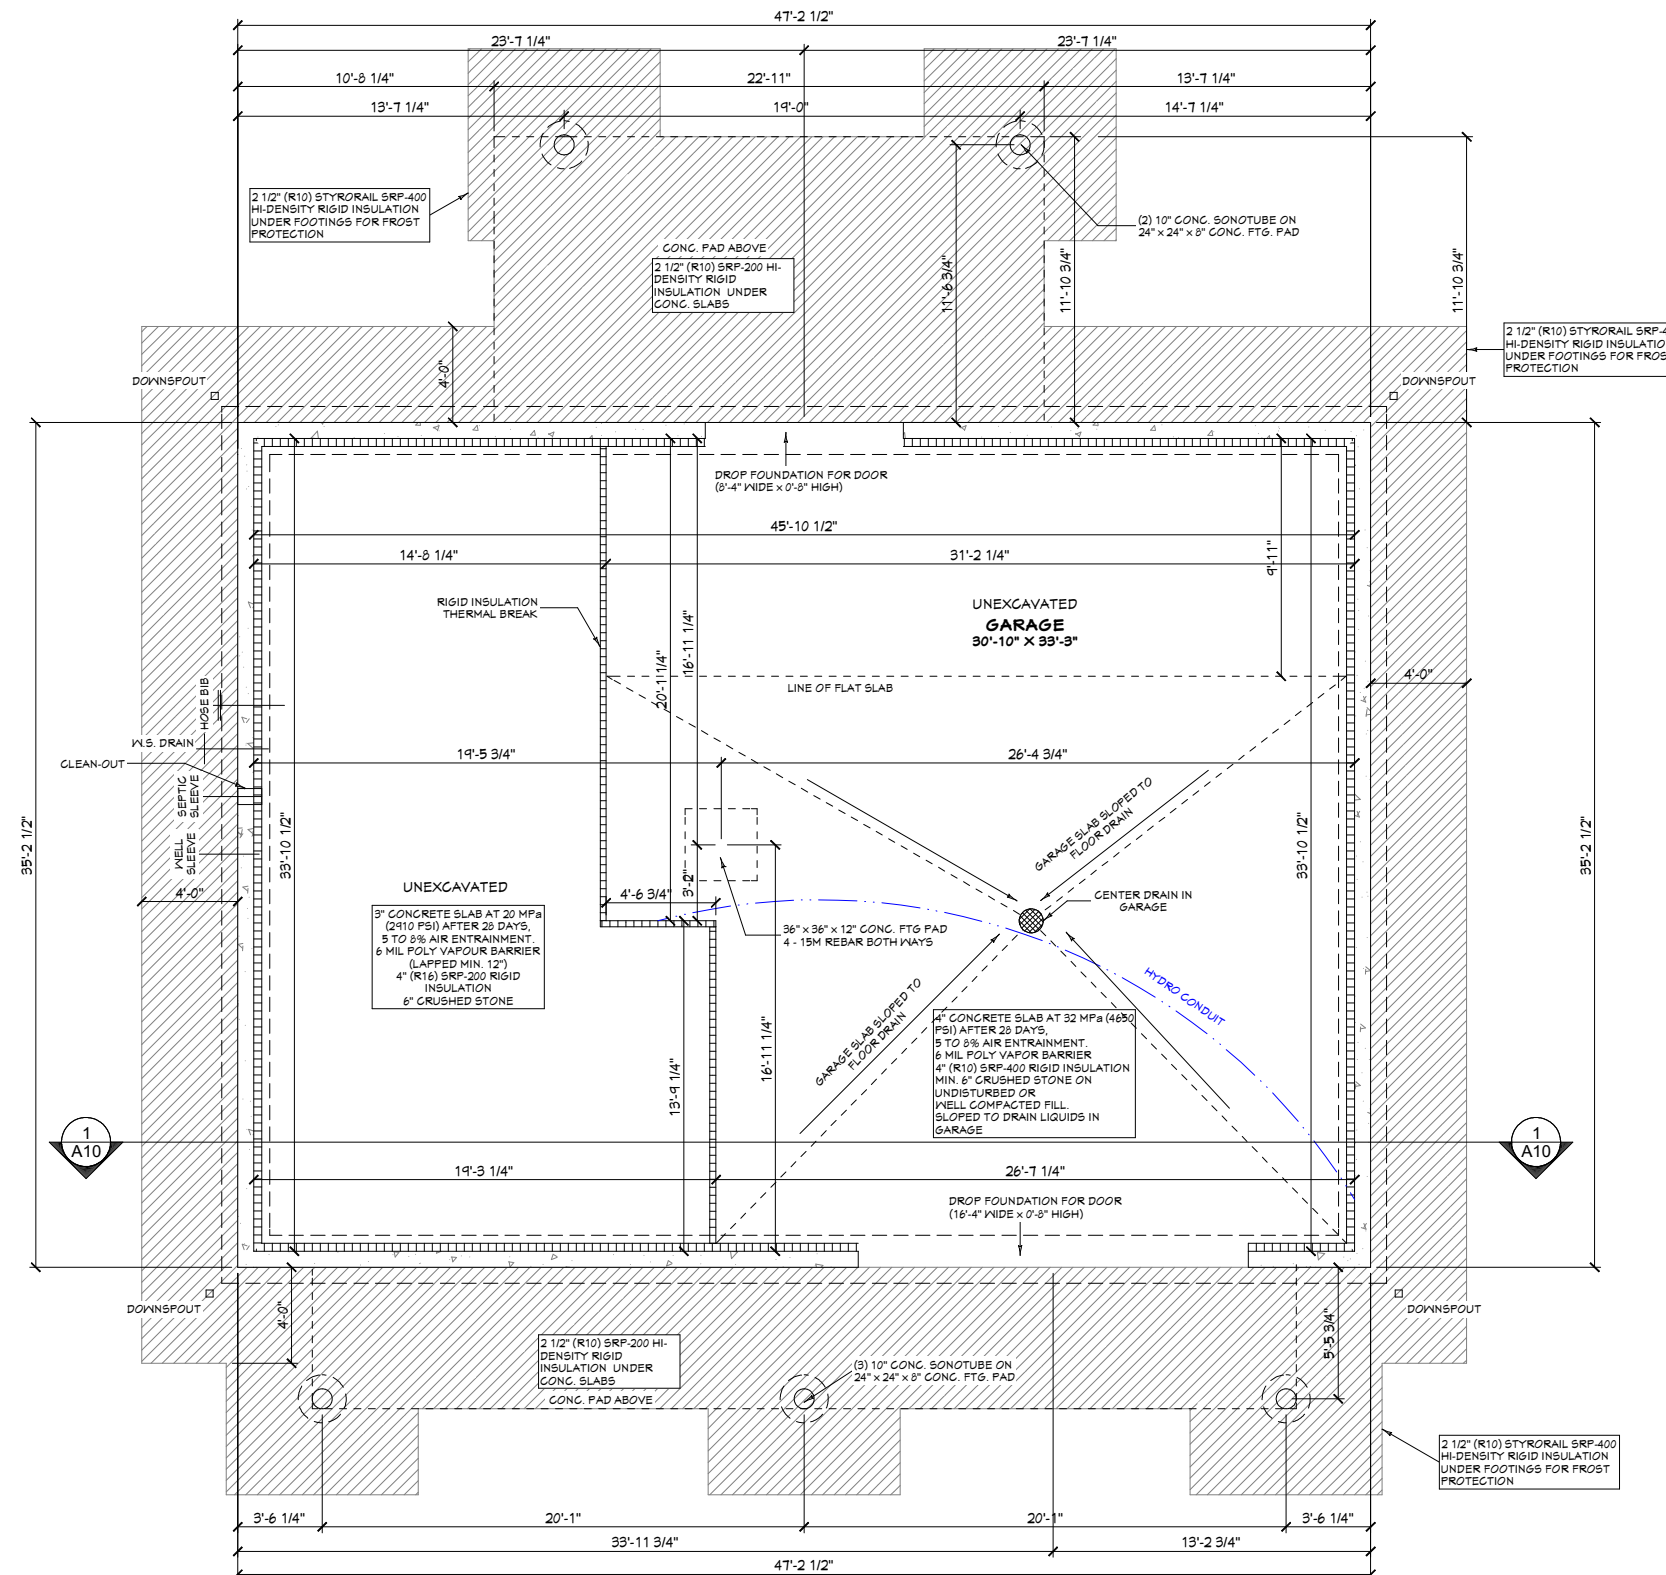 47'-2 1/2"
23'-7 1/4"
23'-7 1/4"
10'-8 1/4"
22'-11"
13'-7 1/4"
13'-7 1/4"
19'-0"
14'-7 1/4"
2 1/2" (R10) STYRORAIL SRP-400
HI-DENSITY RIGID INSULATION
UNDER FOOTINGS FOR FROST
PROTECTION
(2) 10" CONC. SONOTUBE ON
24" x 24" x 8" CONC. FTG. PAD
CONC. PAD ABOVE
2 1/2" (R10) SRP-200 HI-
DENSITY RIGID
INSULATION UNDER
CONC. SLABS
11'-6 3/4"
11'-10 3/4"
11'-10 3/4"
2 1/2" (R10) STYRORAIL SRP-4
HI-DENSITY RIGID INSULATIO
UNDER FOOTINGS FOR FROS
PROTECTION
4'-0"
DOWNSPOUT
DOWNSPOUT
DROP FOUNDATION FOR DOOR
(8'-4" WIDE x 0'-8" HIGH)
45'-10 1/2"
14'-8 1/4"
31'-2 1/4"
9'-11"
RIGID INSULATION
THERMAL BREAK
UNEXCAVATED
GARAGE
30'-10" X 33'-3"
16'-11 1/4"
20'-1 1/4"
LINE OF FLAT SLAB
4'-0"
HOSE BIB
W.S. DRAIN
CLEAN-OUT
SEPTIC
SLEEVE
WELL
SLEEVE
19'-5 3/4"
26'-4 3/4"
GARAGE SLAB SLOPED TO
FLOOR DRAIN
35'-2 1/2"
33'-10 1/2"
33'-10 1/2"
35'-2 1/2"
4'-0"
UNEXCAVATED
3" CONCRETE SLAB AT 20 MPa
(2910 PSI) AFTER 28 DAYS,
5 TO 8% AIR ENTRAINMENT.
6 MIL POLY VAPOUR BARRIER
(LAPPED MIN. 12")
4" (R16) SRP-200 RIGID
INSULATION
6" CRUSHED STONE
4'-6 3/4"
3'-2"
CENTER DRAIN IN
GARAGE
36" x 36" x 12" CONC. FTG PAD
4 - 15M REBAR BOTH WAYS
HYDRO CONDUIT
GARAGE SLAB SLOPED TO
FLOOR DRAIN
4" CONCRETE SLAB AT 32 MPa (4650
PSI) AFTER 28 DAYS,
5 TO 8% AIR ENTRAINMENT.
6 MIL POLY VAPOR BARRIER
4" (R10) SRP-400 RIGID INSULATION
MIN. 6" CRUSHED STONE ON
UNDISTURBED OR
WELL COMPACTED FILL.
SLOPED TO DRAIN LIQUIDS IN
GARAGE
16'-11 1/4"
13'-9 1/4"
1
A10
1
A10
19'-3 1/4"
26'-7 1/4"
DROP FOUNDATION FOR DOOR
(16'-4" WIDE x 0'-8" HIGH)
DOWNSPOUT
DOWNSPOUT
4'-0"
5'-5 3/4"
2 1/2" (R10) SRP-200 HI-
DENSITY RIGID
INSULATION UNDER
CONC. SLABS
CONC. PAD ABOVE
(3) 10" CONC. SONOTUBE ON
24" x 24" x 8" CONC. FTG. PAD
2 1/2" (R10) STYRORAIL SRP-400
HI-DENSITY RIGID INSULATION
UNDER FOOTINGS FOR FROST
PROTECTION
3'-6 1/4"
20'-1"
20'-1"
3'-6 1/4"
33'-11 3/4"
13'-2 3/4"
47'-2 1/2"